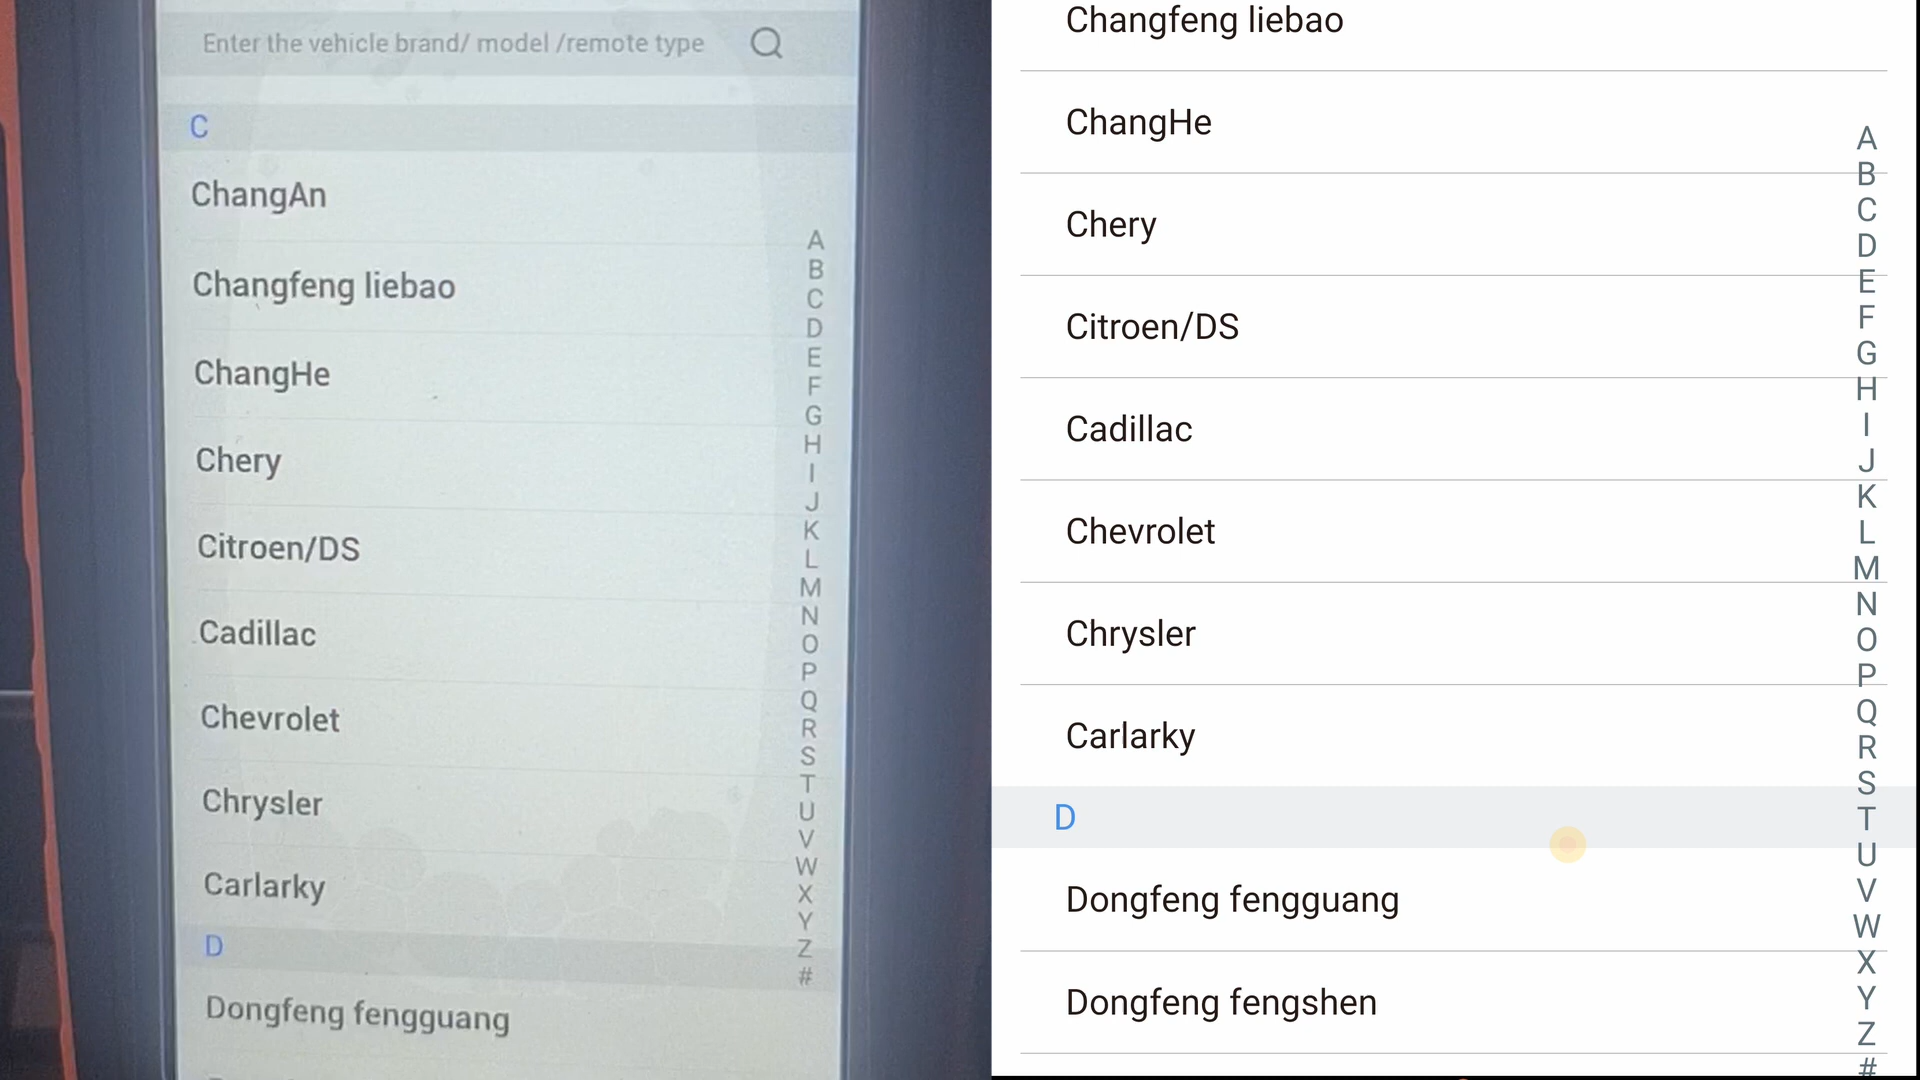 Enter the vehicle brand/ model /remote type
C
ChangAn
Changfeng liebao
ChangHe
Chery
Citroen/DS
Cadillac
Chevrolet
Chrysler
Carlarky
D
Dongfeng fengguang
A
B
C
D
E
F
G
H
I
J
K
L
M
N
O
P
Q
R
S
T
U
V
W
X
Y
Z
#
Changfeng liebao
ChangHe
Chery
Citroen/DS
Cadillac
Chevrolet
Chrysler
Carlarky
D
Dongfeng fengguang
Dongfeng fengshen
A
B
C
D
E
F
G
H
I
J
K
L
M
N
O
P
Q
R
S
T
U
V
W
X
Y
Z
#